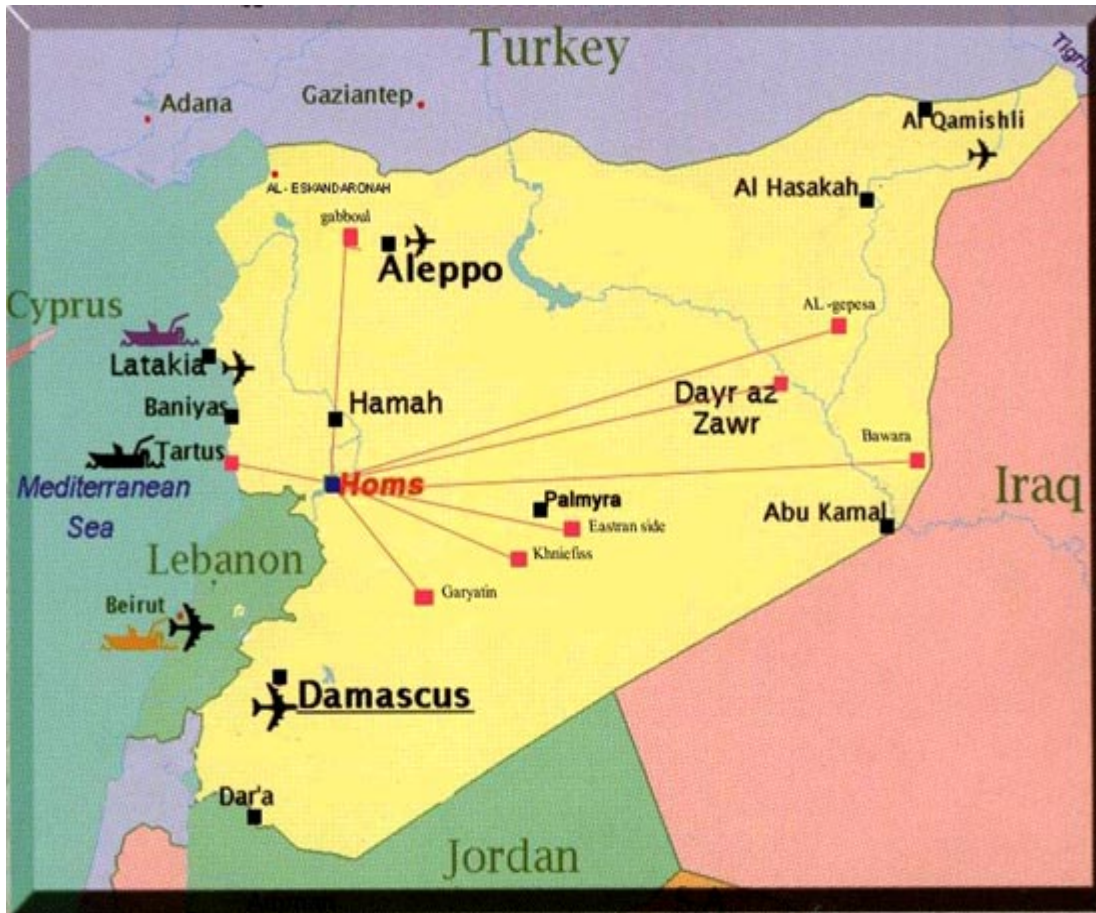 Turkey
Tigris
Adana
Gaziantep
Al Qamishli
AL- ESKANDARONAH
Al Hasakah
gabboul
Aleppo
Cyprus
AL -gepesa
Latakia
Baniyas
Hamah
Dayr az
Zawr
Tartus
Bawara
Mediterranean
Sea
Homs
Palmyra
Iraq
Abu Kamal
Eastran side
Lebanon
Khniefiss
Garyatin
Beirut
Damascus
Dar'a
Jordan